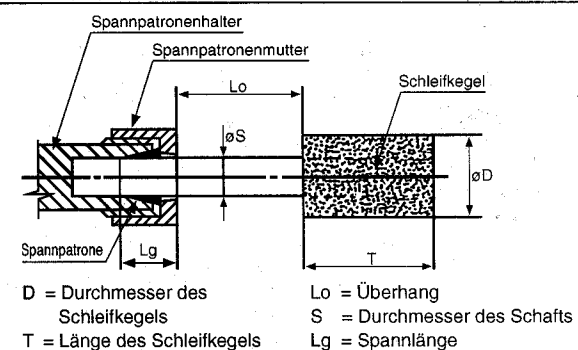 Spannpatronenhalter
Spannpatronenmutter
Lo
Schleifkegel
øS
øD
Spannpatrone
Lg
T
D = Durchmesser des
Schleifkegels
T = Länge des Schleifkegels
Lo = Überhang
S = Durchmesser des Schafts
Lg = Spannlänge